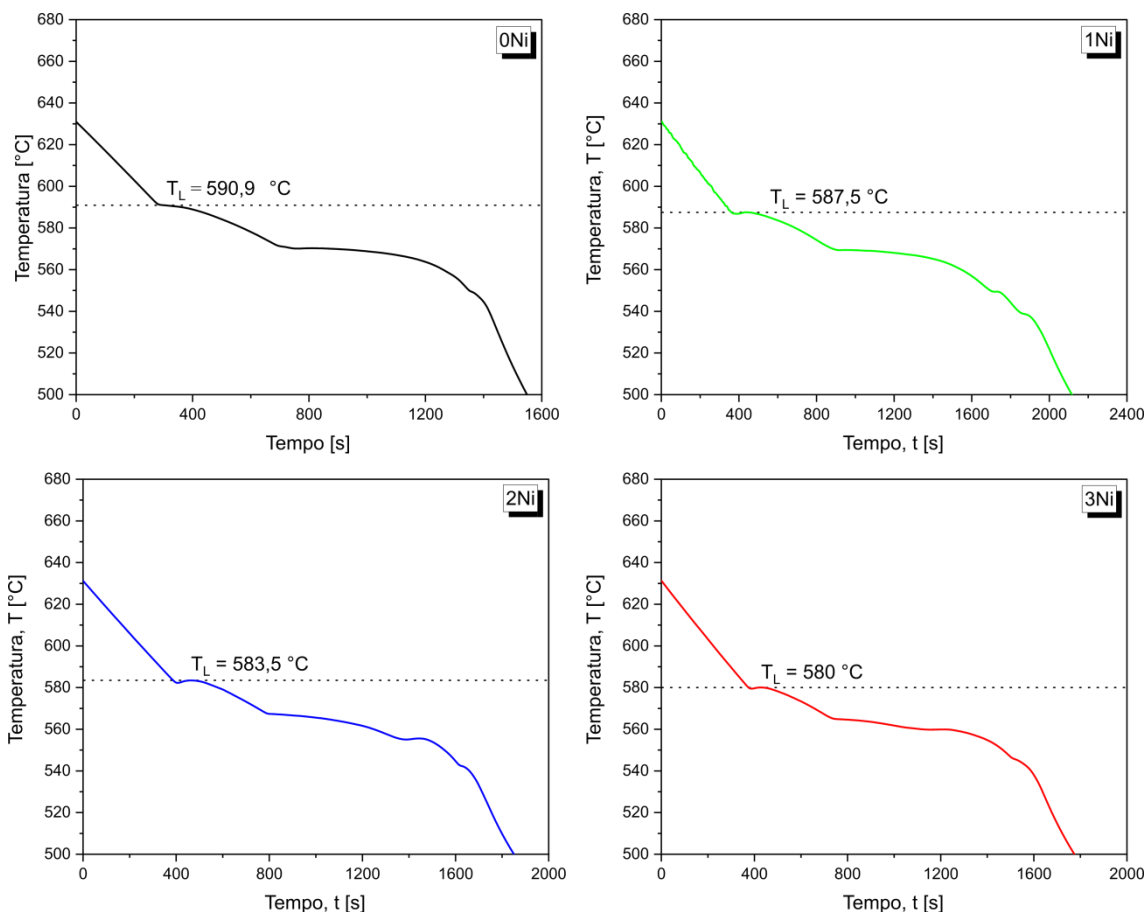 680
660
640
620
600
580
560
540
520
500
Temperatura [°C]
0Ni
T_L = 590,9 °C
0 400 800 1200 1600
Tempo [s]
680
660
640
620
600
580
560
540
520
500
Temperatura, T [°C]
1Ni
T_L = 587,5 °C
0 400 800 1200 1600 2000 2400
Tempo, t [s]
680
660
640
620
600
580
560
540
520
500
Temperatura, T [°C]
2Ni
T_L = 583,5 °C
0 400 800 1200 1600 2000
Tempo, t [s]
680
660
640
620
600
580
560
540
520
500
Temperatura, T [°C]
3Ni
T_L = 580 °C
0 400 800 1200 1600 2000
Tempo, t [s]